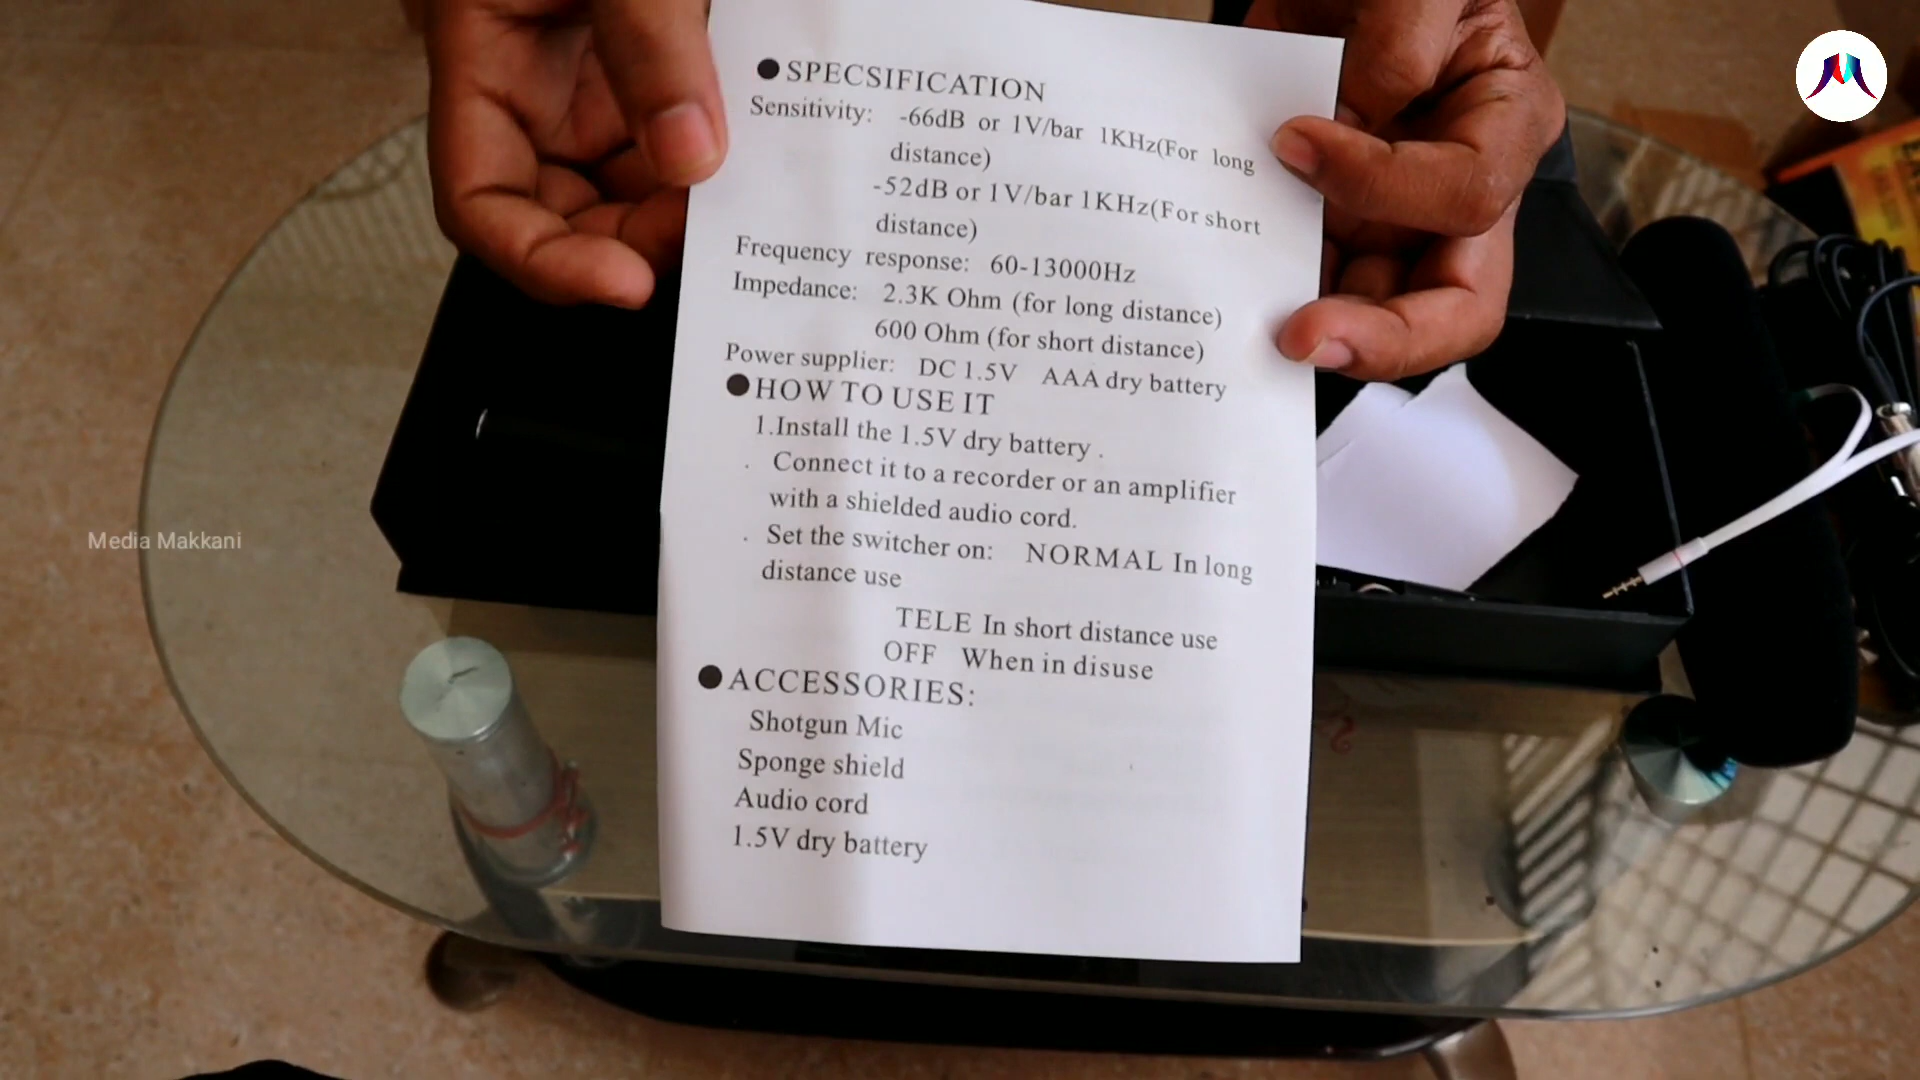 ● SPECSIFICATION
Sensitivity: -66dB or 1V/bar 1KHz(For long
distance)
-52dB or 1V/bar 1KHz(For short
distance)
Frequency response: 60-13000Hz
Impedance: 2.3K Ohm (for long distance)
600 Ohm (for short distance)
Power supplier: DC 1.5V AAA dry battery
● HOW TO USE IT
1.Install the 1.5V dry battery .
. Connect it to a recorder or an amplifier
with a shielded audio cord.
. Set the switcher on: NORMAL In long
distance use
TELE In short distance use
OFF When in disuse
● ACCESSORIES:
Shotgun Mic
Sponge shield
Audio cord
1.5V dry battery
Media Makkani